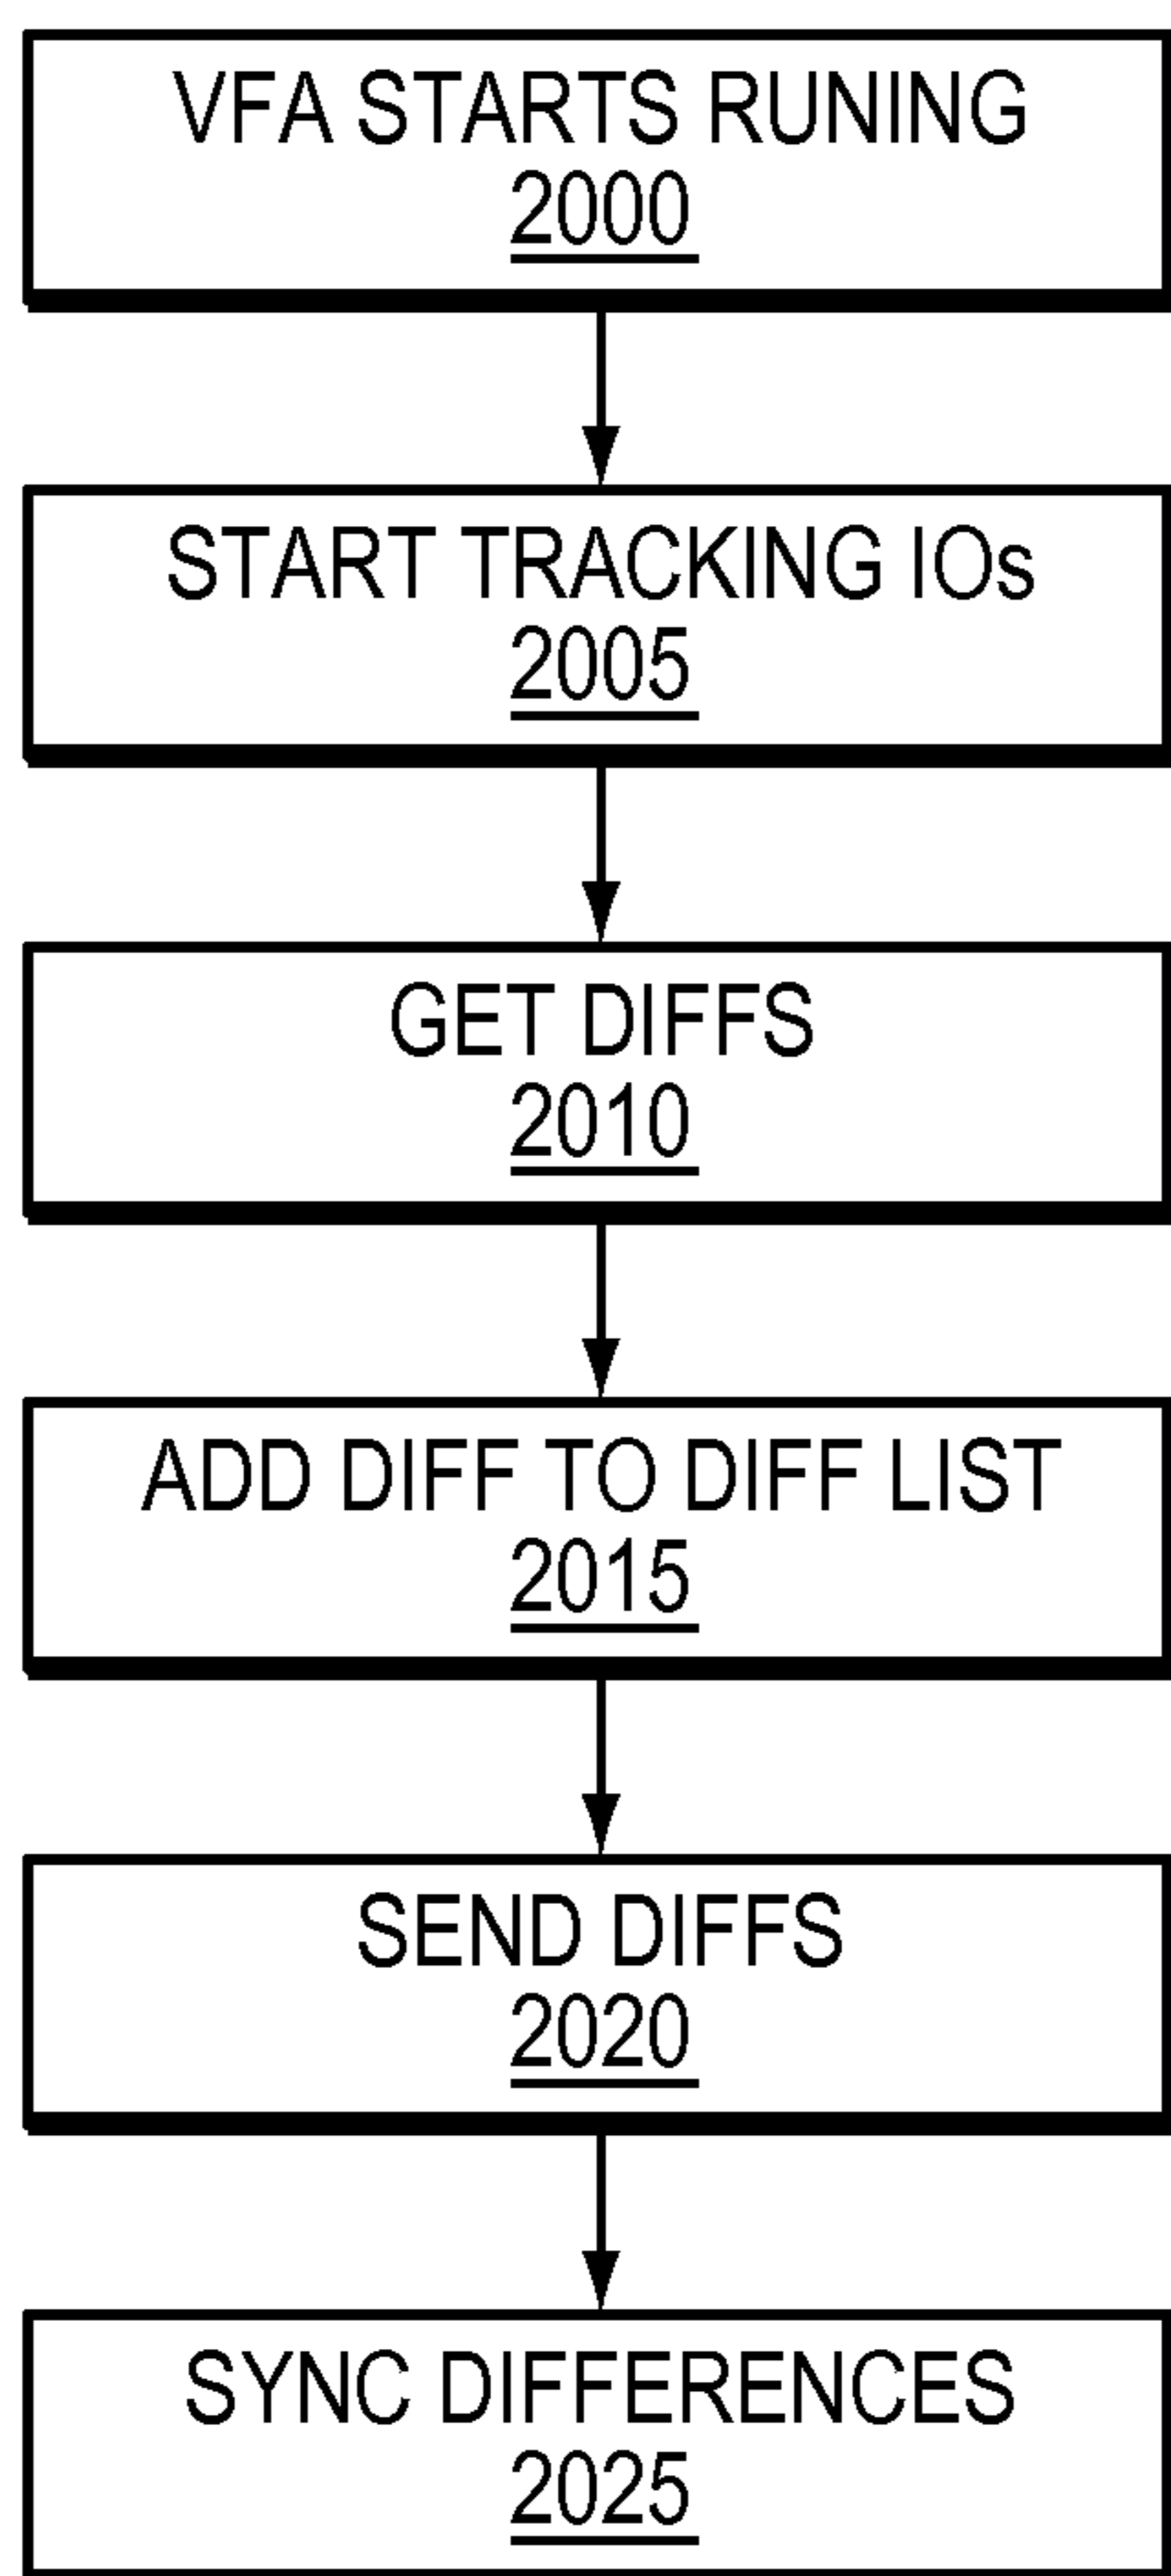 VFA STARTS RUNING
2000
START TRACKING IOs
2005
GET DIFFS
2010
ADD DIFF TO DIFF LIST
2015
SEND DIFFS
2020
SYNC DIFFERENCES
2025